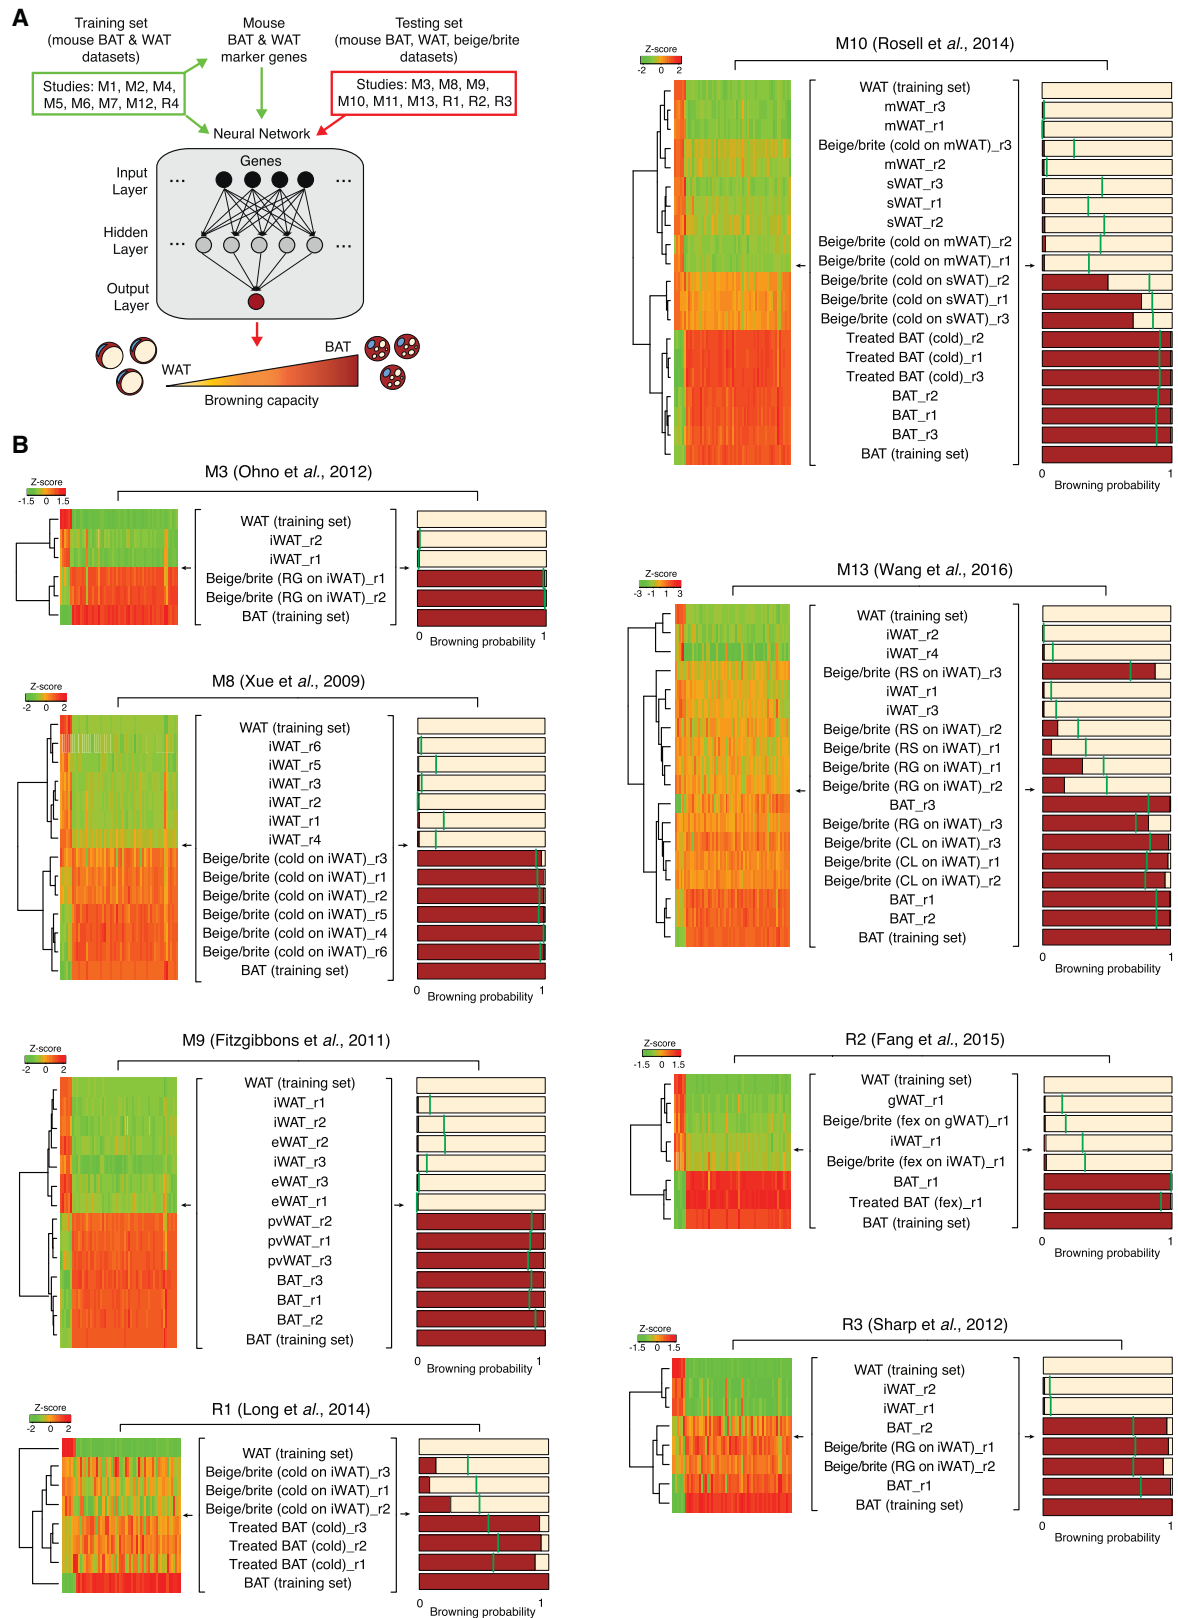 A
Training set
(mouse BAT & WAT
datasets)
Mouse
BAT & WAT
marker genes
Testing set
(mouse BAT, WAT, beige/brite
datasets)
Studies: M1, M2, M4,
M5, M6, M7, M12, R4
Studies: M3, M8, M9,
M10, M11, M13, R1, R2, R3
Neural Network
Genes
Input
Layer
...
...
Hidden
Layer
...
...
Output
Layer
WAT
BAT
Browning capacity
B
M3 (Ohno et al., 2012)
Z-score
-1.5 0 1.5
WAT (training set)
iWAT_r2
iWAT_r1
Beige/brite (RG on iWAT)_r1
Beige/brite (RG on iWAT)_r2
BAT (training set)
0 1
Browning probability
M8 (Xue et al., 2009)
Z-score
-2 0 2
WAT (training set)
iWAT_r6
iWAT_r5
iWAT_r3
iWAT_r2
iWAT_r1
iWAT_r4
Beige/brite (cold on iWAT)_r3
Beige/brite (cold on iWAT)_r1
Beige/brite (cold on iWAT)_r2
Beige/brite (cold on iWAT)_r5
Beige/brite (cold on iWAT)_r4
Beige/brite (cold on iWAT)_r6
BAT (training set)
0 1
Browning probability
M9 (Fitzgibbons et al., 2011)
Z-score
-2 0 2
WAT (training set)
iWAT_r1
iWAT_r2
eWAT_r2
iWAT_r3
eWAT_r3
eWAT_r1
pvWAT_r2
pvWAT_r1
pvWAT_r3
BAT_r3
BAT_r1
BAT_r2
BAT (training set)
0 1
Browning probability
R1 (Long et al., 2014)
Z-score
-2 0 2
WAT (training set)
Beige/brite (cold on iWAT)_r3
Beige/brite (cold on iWAT)_r1
Beige/brite (cold on iWAT)_r2
Treated BAT (cold)_r3
Treated BAT (cold)_r2
Treated BAT (cold)_r1
BAT (training set)
0 1
Browning probability
M10 (Rosell et al., 2014)
Z-score
-2 0 2
WAT (training set)
mWAT_r3
mWAT_r1
Beige/brite (cold on mWAT)_r3
mWAT_r2
sWAT_r3
sWAT_r1
sWAT_r2
Beige/brite (cold on mWAT)_r2
Beige/brite (cold on mWAT)_r1
Beige/brite (cold on sWAT)_r2
Beige/brite (cold on sWAT)_r1
Beige/brite (cold on sWAT)_r3
Treated BAT (cold)_r2
Treated BAT (cold)_r1
Treated BAT (cold)_r3
BAT_r2
BAT_r1
BAT_r3
BAT (training set)
0 1
Browning probability
M13 (Wang et al., 2016)
Z-score
-3 -1 1 3
WAT (training set)
iWAT_r2
iWAT_r4
Beige/brite (RS on iWAT)_r3
iWAT_r1
iWAT_r3
Beige/brite (RS on iWAT)_r2
Beige/brite (RS on iWAT)_r1
Beige/brite (RG on iWAT)_r1
Beige/brite (RG on iWAT)_r2
BAT_r3
Beige/brite (RG on iWAT)_r3
Beige/brite (CL on iWAT)_r3
Beige/brite (CL on iWAT)_r1
Beige/brite (CL on iWAT)_r2
BAT_r1
BAT_r2
BAT (training set)
0 1
Browning probability
R2 (Fang et al., 2015)
Z-score
-1.5 0 1.5
WAT (training set)
gWAT_r1
Beige/brite (fex on gWAT)_r1
iWAT_r1
Beige/brite (fex on iWAT)_r1
BAT_r1
Treated BAT (fex)_r1
BAT (training set)
0 1
Browning probability
R3 (Sharp et al., 2012)
Z-score
-1.5 0 1.5
WAT (training set)
iWAT_r2
iWAT_r1
BAT_r2
Beige/brite (RG on iWAT)_r1
Beige/brite (RG on iWAT)_r2
BAT_r1
BAT (training set)
0 1
Browning probability